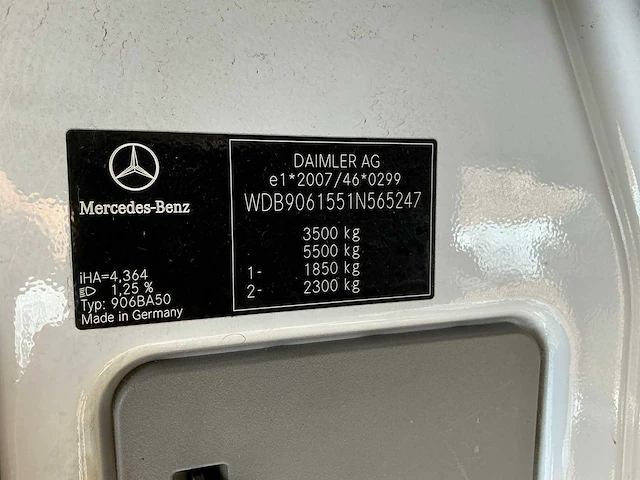 Mercedes-Benz
iHA=4,364
1,25 %
Typ: 906BA50
Made in Germany
DAIMLER AG
e1*2007/46*0299
WDB9061551N565247
3500 kg
5500 kg
1- 1850 kg
2- 2300 kg